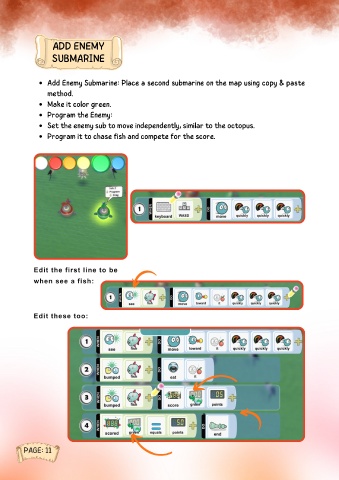 ADD ENEMY
SUBMARINE
• Add Enemy Submarine: Place a second submarine on the map using copy & paste
method.
• Make it color green.
• Program the Enemy:
• Set the enemy sub to move independently, similar to the octopus.
• Program it to chase fish and compete for the score.
1 keyboard WASD move quickly quickly quickly
Edit the first line to be
when see a fish:
1 see move toward it quickly quickly quickly
Edit these too:
1 see move toward it quickly quickly quickly
2 bumped eat it
3 bumped score green 05 points
4 scored green equals 50 points end
PAGE: 11